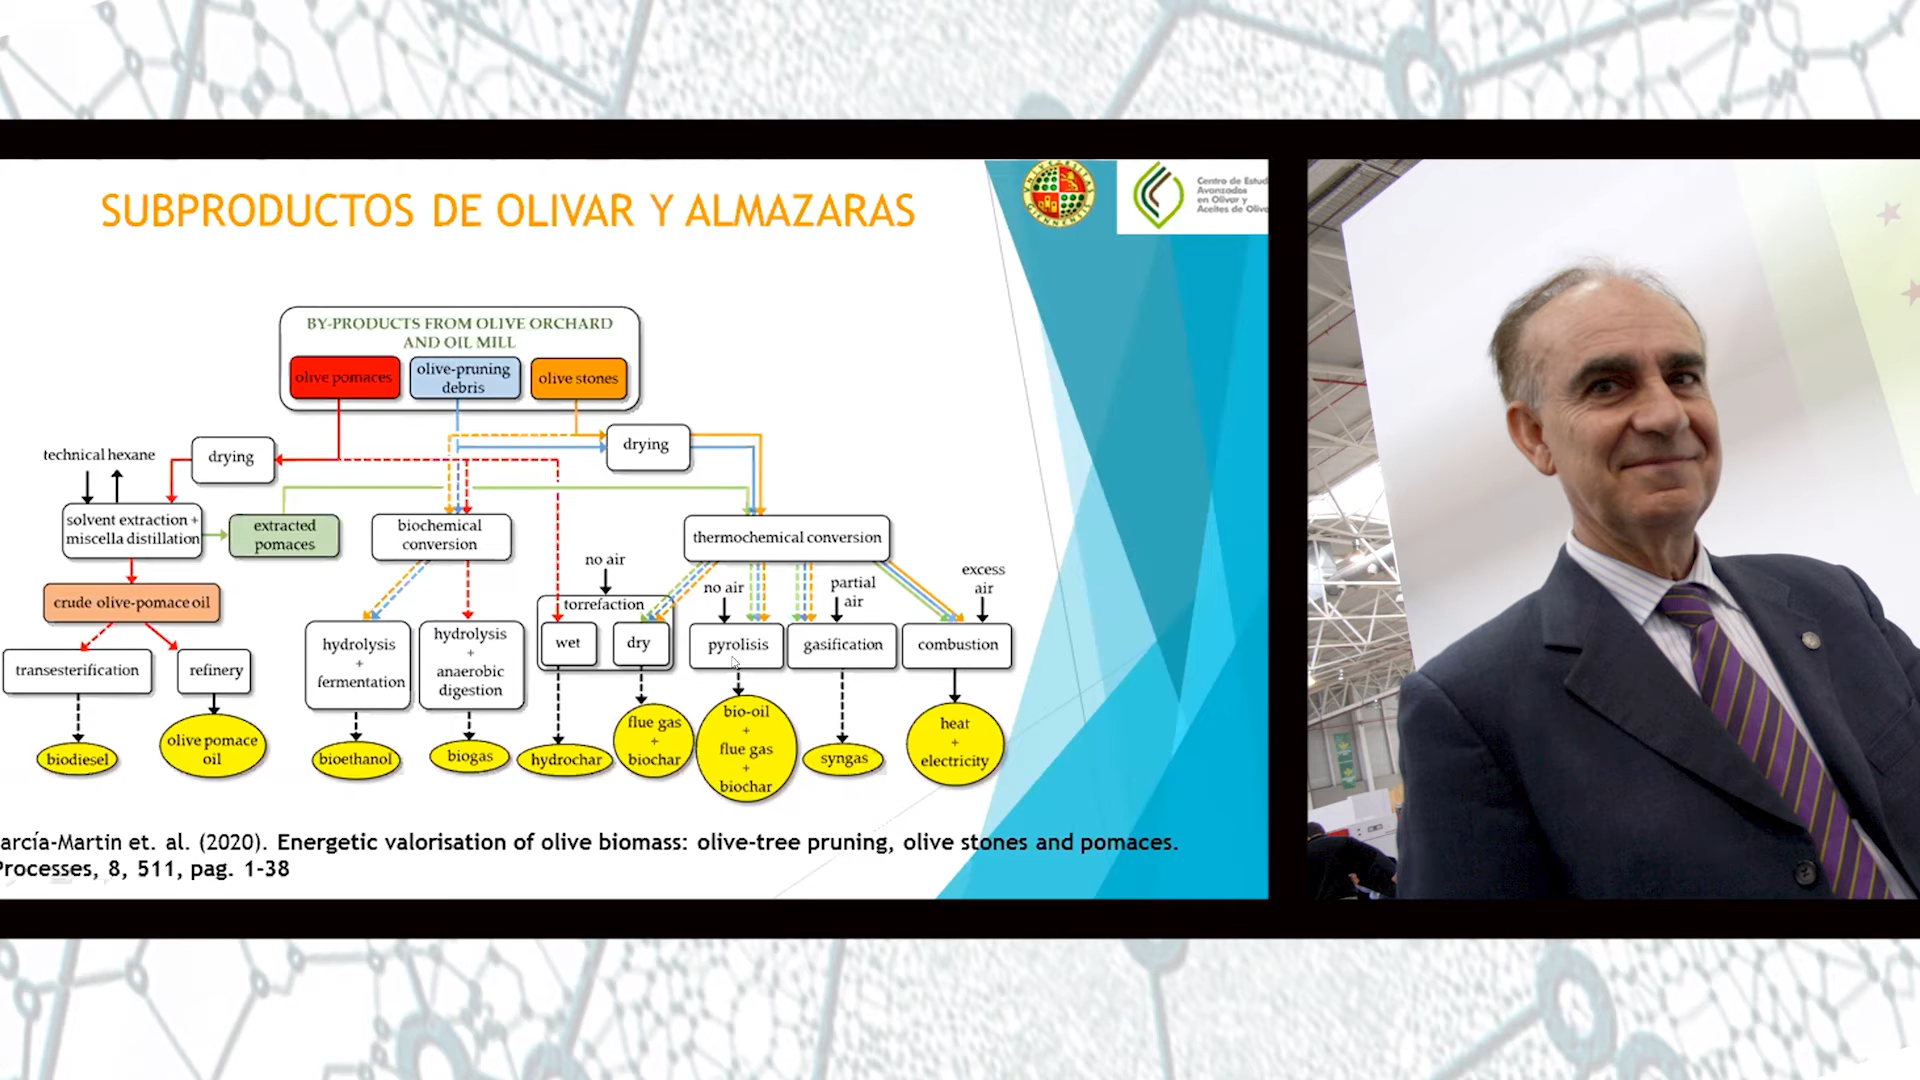 SUBPRODUCTOS DE OLIVAR Y ALMAZARAS
Centro de Estud
Avanzados
en Olivar y
Aceites de Oliva
BY-PRODUCTS FROM OLIVE ORCHARD
AND OIL MILL
olive pomaces
olive-pruning
debris
olive stones
technical hexane
drying
drying
solvent extraction +
miscella distillation
extracted
pomaces
biochemical
conversion
thermochemical conversion
no air
no air
partial
air
excess
air
crude olive-pomace oil
torrefaction
wet
dry
transesterification
refinery
hydrolysis
+
fermentation
hydrolysis
+
anaerobic
digestion
pyrolisis
gasification
combustion
biodiesel
olive pomace
oil
bioethanol
biogas
hydrochar
flue gas
+
biochar
bio-oil
+
flue gas
+
biochar
syngas
heat
+
electricity
arcía-Martin et. al. (2020). Energetic valorisation of olive biomass: olive-tree pruning, olive stones and pomaces.
Processes, 8, 511, pag. 1-38